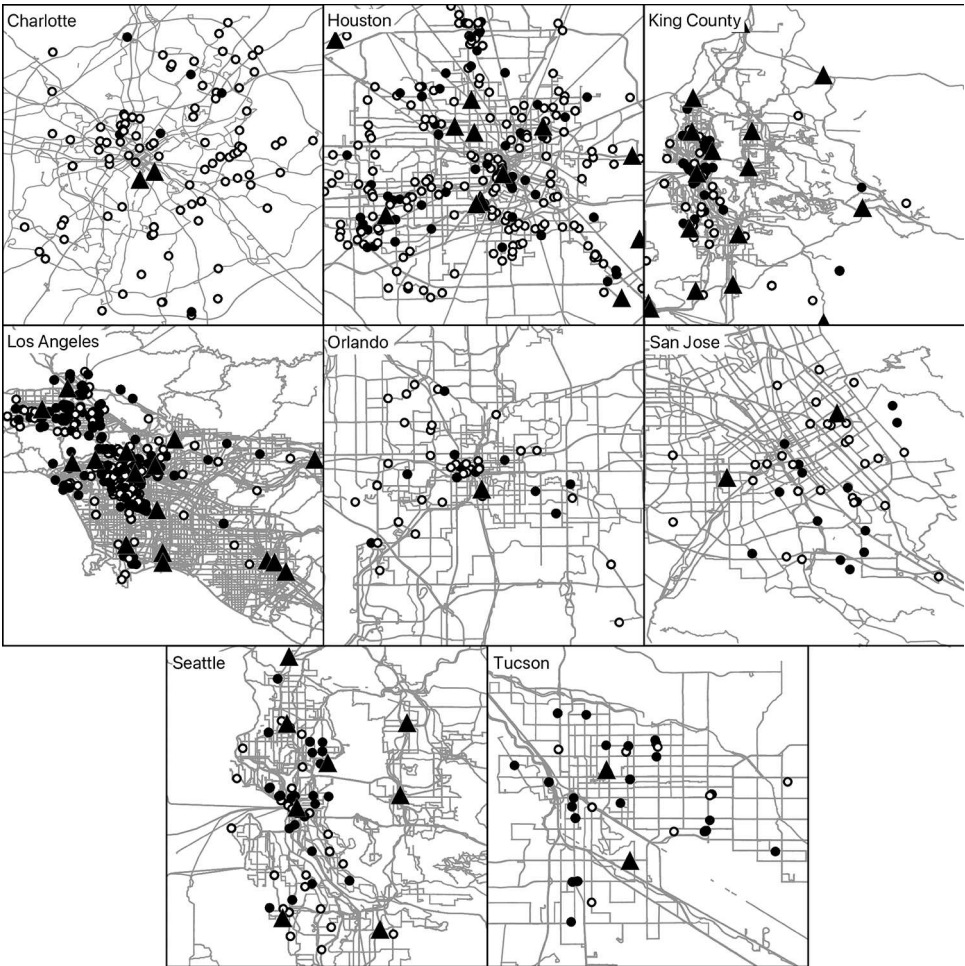 Charlotte
Houston
King County
Los Angeles
Orlando
San Jose
Seattle
Tucson